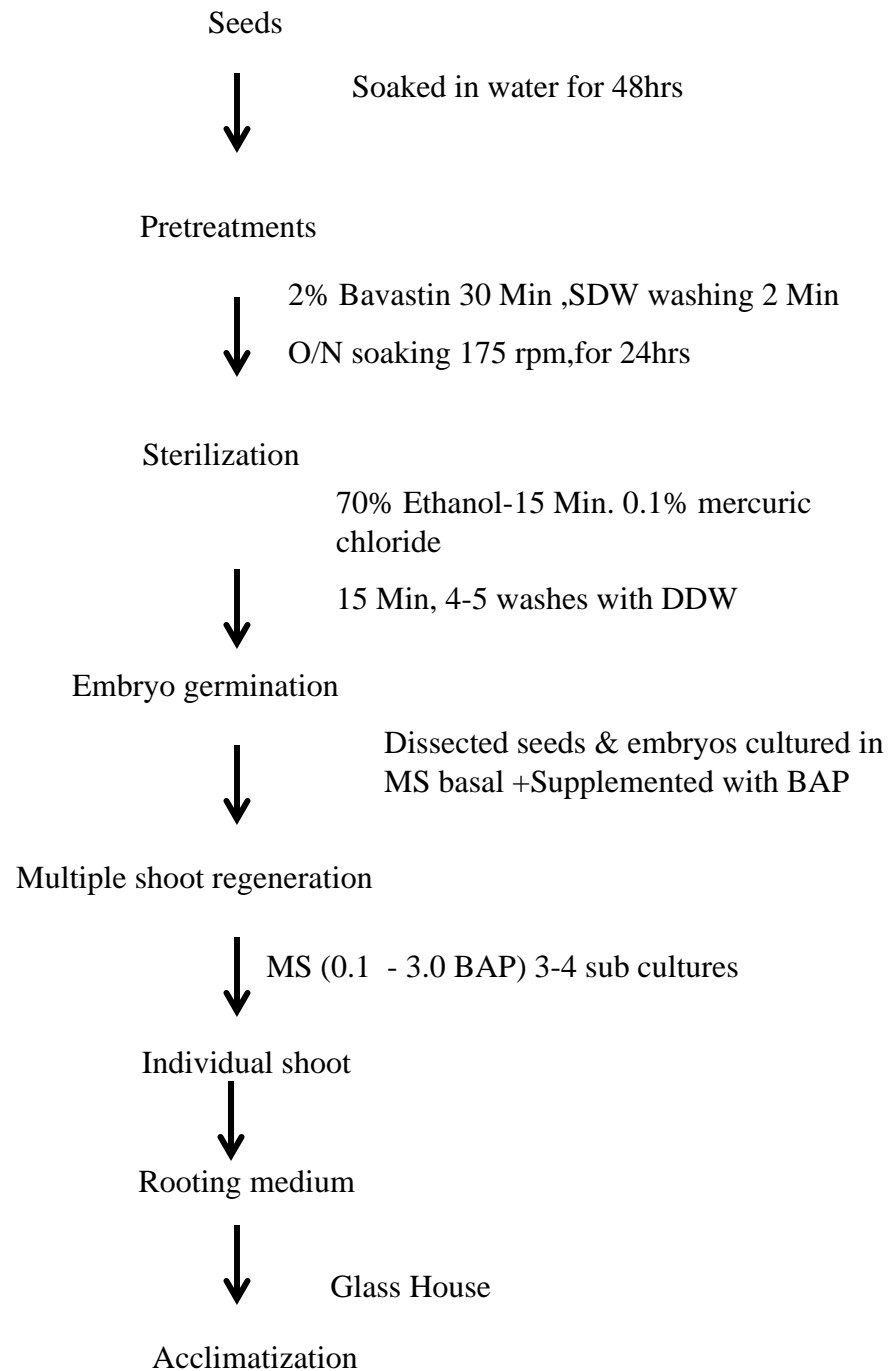 Seeds
Soaked in water for 48hrs
Pretreatments
2% Bavastin 30 Min ,SDW washing 2 Min
O/N soaking 175 rpm,for 24hrs
Sterilization
70% Ethanol-15 Min. 0.1% mercuric
chloride
15 Min, 4-5 washes with DDW
Embryo germination
Dissected seeds & embryos cultured in
MS basal +Supplemented with BAP
Multiple shoot regeneration
MS (0.1 - 3.0 BAP) 3-4 sub cultures
Individual shoot
Rooting medium
Glass House
Acclimatization